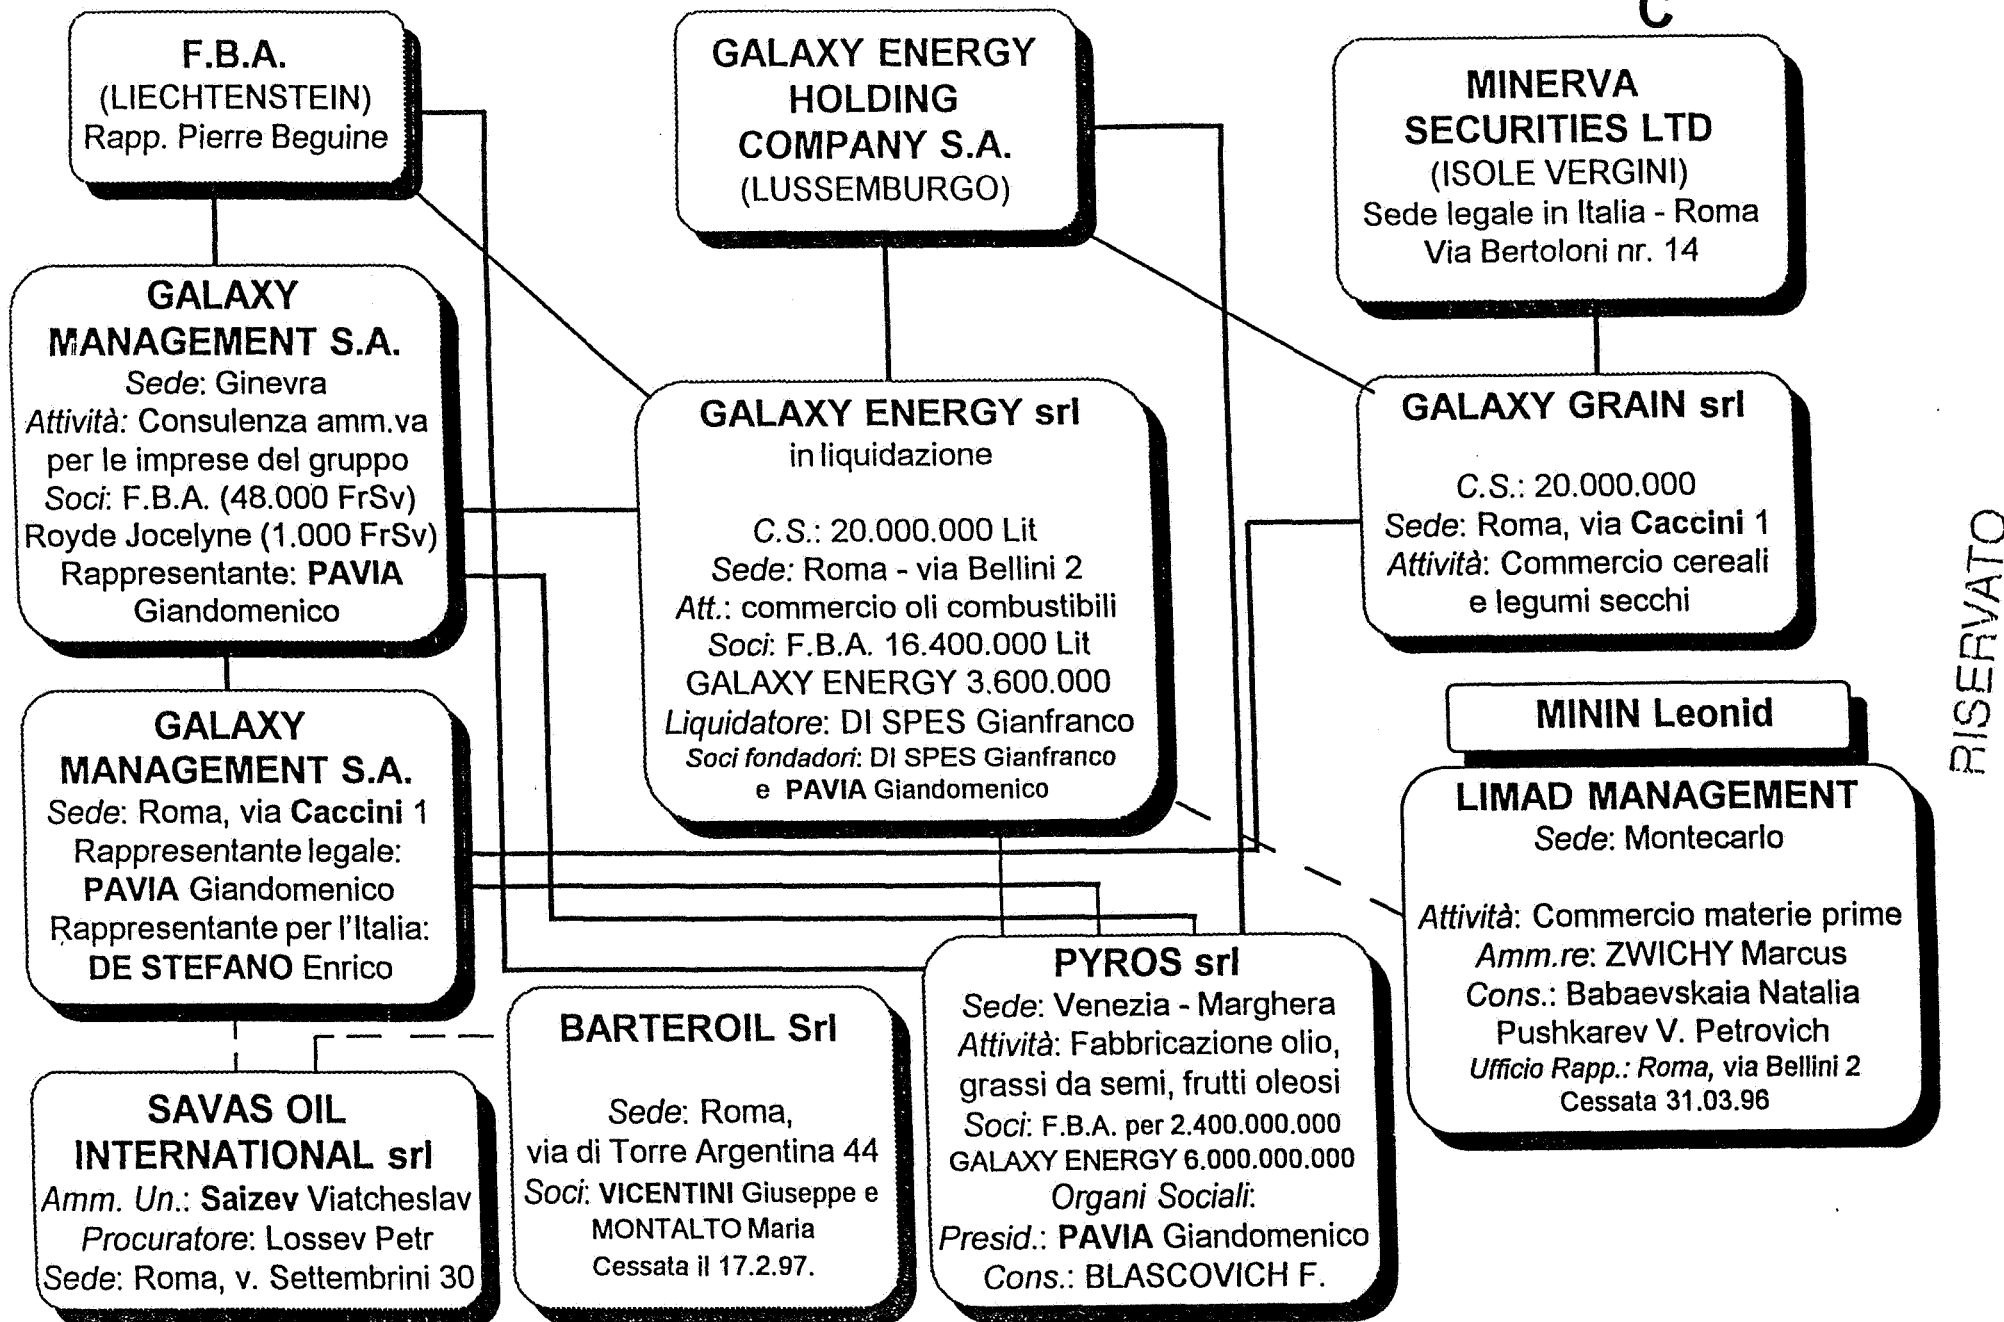 C
F.B.A.
(LIECHTENSTEIN)
Rapp. Pierre Beguine
GALAXY ENERGY
HOLDING
COMPANY S.A.
(LUSSEMBURGO)
MINERVA
SECURITIES LTD
(ISOLE VERGINI)
Sede legale in Italia - Roma
Via Bertoloni nr. 14
GALAXY
MANAGEMENT S.A.
Sede: Ginevra
Attività: Consulenza amm.va
per le imprese del gruppo
Soci: F.B.A. (48.000 FrSv)
Royde Jocelyne (1.000 FrSv)
Rappresentante: PAVIA
Giandomenico
GALAXY ENERGY srl
in liquidazione
C.S.: 20.000.000 Lit
Sede: Roma - via Bellini 2
Att.: commercio oli combustibili
Soci: F.B.A. 16.400.000 Lit
GALAXY ENERGY 3.600.000
Liquidatore: DI SPES Gianfranco
Soci fondadori: DI SPES Gianfranco
e PAVIA Giandomenico
GALAXY GRAIN srl
C.S.: 20.000.000
Sede: Roma, via Caccini 1
Attività: Commercio cereali
e legumi secchi
RISERVATO
GALAXY
MANAGEMENT S.A.
Sede: Roma, via Caccini 1
Rappresentante legale:
PAVIA Giandomenico
Rappresentante per l'Italia:
DE STEFANO Enrico
MININ Leonid
LIMAD MANAGEMENT
Sede: Montecarlo
Attività: Commercio materie prime
Amm.re: ZWICHY Marcus
Cons.: Babaevskaia Natalia
Pushkarev V. Petrovich
Ufficio Rapp.: Roma, via Bellini 2
Cessata 31.03.96
SAVAS OIL
INTERNATIONAL srl
Amm. Un.: Saizev Viatcheslav
Procuratore: Lossev Petr
Sede: Roma, v. Settembrini 30
BARTEROIL Srl
Sede: Roma,
via di Torre Argentina 44
Soci: VICENTINI Giuseppe e
MONTALTO Maria
Cessata il 17.2.97.
PYROS srl
Sede: Venezia - Marghera
Attività: Fabbricazione olio,
grassi da semi, frutti oleosi
Soci: F.B.A. per 2.400.000.000
GALAXY ENERGY 6.000.000.000
Organi Sociali:
Presid.: PAVIA Giandomenico
Cons.: BLASCOVICH F.